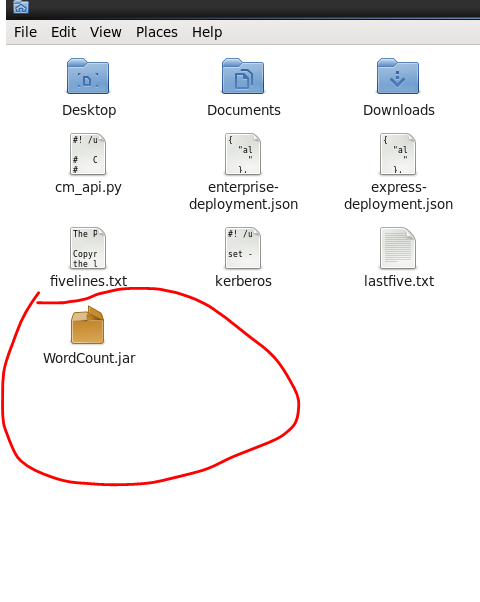 File Edit View Places Help
Desktop Documents Downloads
#! /u
# C
#
cm_api.py
{
"al
"
},
enterprise-
deployment.json
{
"al
"
},
express-
deployment.json
The P
Copyr
the l
fivelines.txt
#! /u
set -
kerberos
lastfive.txt
WordCount.jar